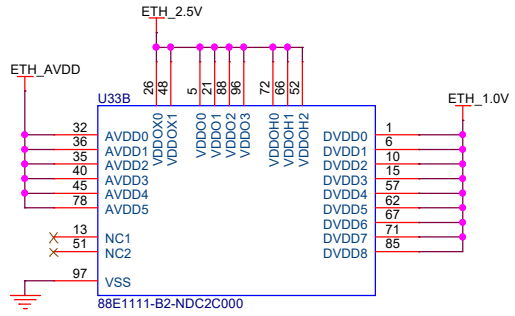 ETH_2.5V
ETH_AVDD
ETH_1.0V
U33B
26 48 5 21 88 96 72 66 52
VDDOX0 VDDOX1 VDDO0 VDDO1 VDDO2 VDDO3 VDDOH0 VDDOH1 VDDOH2
32 AVDD0 DVDD0 1
36 AVDD1 DVDD1 6
35 AVDD2 DVDD2 10
40 AVDD3 DVDD3 15
45 AVDD4 DVDD4 57
78 AVDD5 DVDD5 62
DVDD6 67
13 NC1 DVDD7 71
51 NC2 DVDD8 85
97 VSS
88E1111-B2-NDC2C000